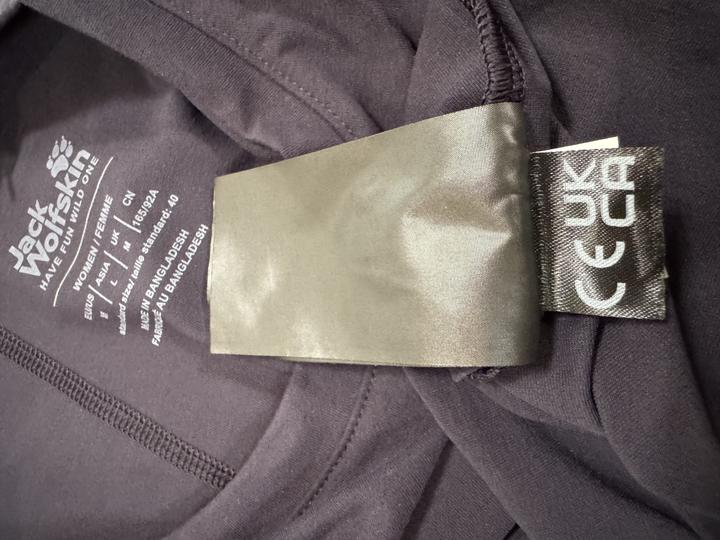 Jack
Wolfskin
HAVE FUN WILD ONE
WOMEN / FEMME
EU/US | ASIA | UK | CN
M | L | M | 165/92A
standard size/taille standard: 40
MADE IN BANGLADESH
FABRIQUÉ AU BANGLADESH
UK
CA
CE